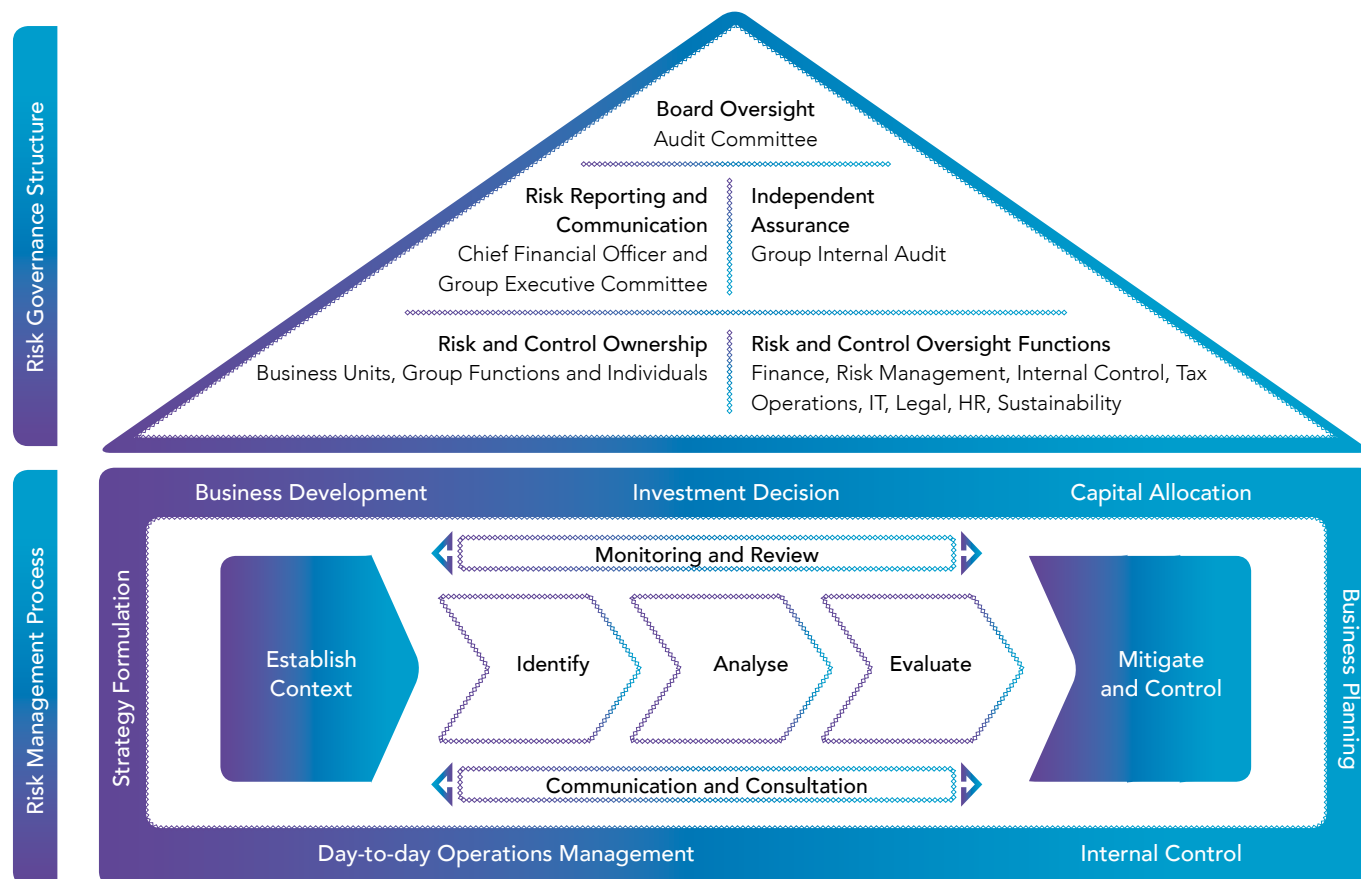 Risk Governance Structure
Board Oversight
Audit Committee
Risk Reporting and
Communication
Chief Financial Officer and
Group Executive Committee
Independent
Assurance
Group Internal Audit
Risk and Control Ownership
Business Units, Group Functions and Individuals
Risk and Control Oversight Functions
Finance, Risk Management, Internal Control, Tax
Operations, IT, Legal, HR, Sustainability
Risk Management Process
Business Development
Investment Decision
Capital Allocation
Strategy Formulation
Monitoring and Review
Establish
Context
Identify
Analyse
Evaluate
Mitigate
and Control
Communication and Consultation
Business Planning
Day-to-day Operations Management
Internal Control